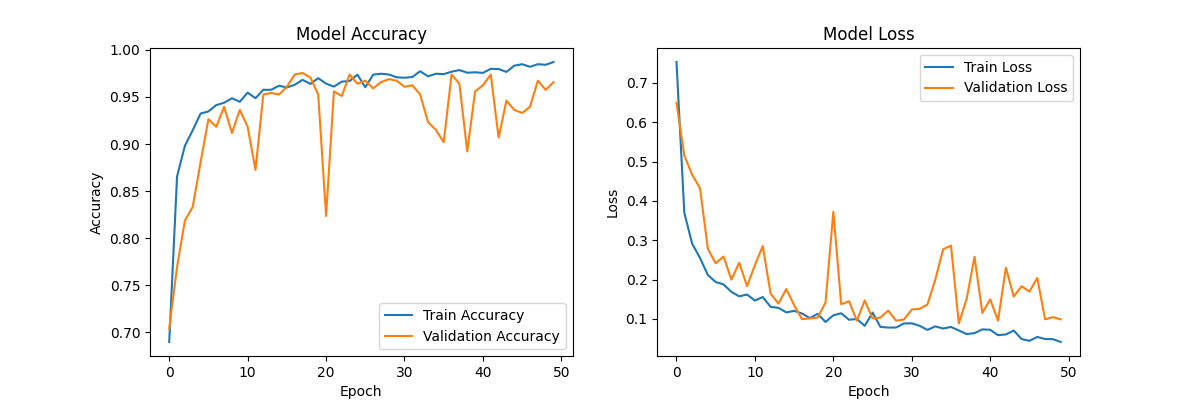 Model Accuracy
Accuracy
1.00
0.95
0.90
0.85
0.80
0.75
0.70
0 10 20 30 40 50
Epoch
Train Accuracy
Validation Accuracy
Model Loss
Loss
0.7
0.6
0.5
0.4
0.3
0.2
0.1
0 10 20 30 40 50
Epoch
Train Loss
Validation Loss